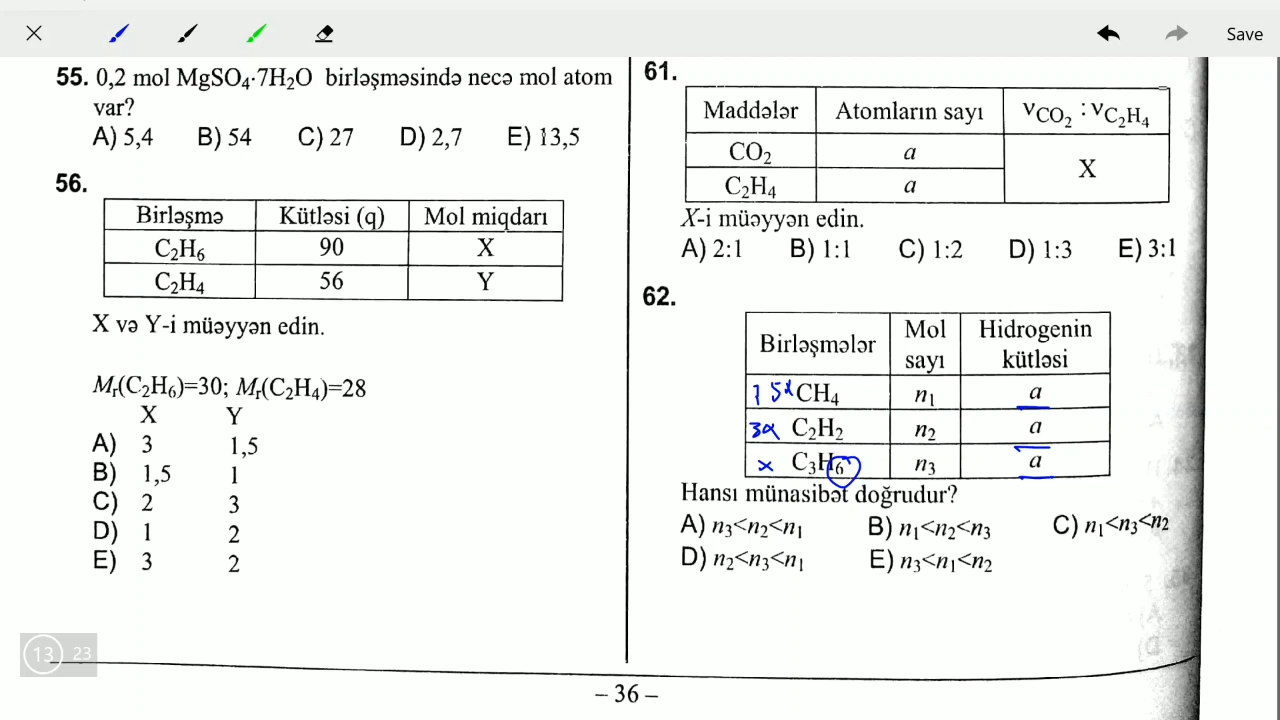 Save
55. 0,2 mol MgSO₄·7H₂O birləşməsində necə mol atom
var?
A) 5,4 B) 54 C) 27 D) 2,7 E) 13,5
56.
Birləşmə Kütləsi (q) Mol miqdarı
C₂H₆ 90 X
C₂H₄ 56 Y
X və Y-i müəyyən edin.
Mᵣ(C₂H₆)=30; Mᵣ(C₂H₄)=28
X Y
A) 3 1,5
B) 1,5 1
C) 2 3
D) 1 2
E) 3 2
13 23
61.
Maddələr Atomların sayı νCO₂ : νC₂H₄
CO₂ a X
C₂H₄ a
X-i müəyyən edin.
A) 2:1 B) 1:1 C) 1:2 D) 1:3 E) 3:1
62.
Birləşmələr Mol sayı Hidrogenin kütləsi
CH₄ n₁ a
3x C₂H₂ n₂ a
x C₃H₆ n₃ a
Hansı münasibət doğrudur?
A) n₃<n₂<n₁ B) n₁<n₂<n₃ C) n₁<n₃<n₂
D) n₂<n₃<n₁ E) n₃<n₁<n₂
– 36 –